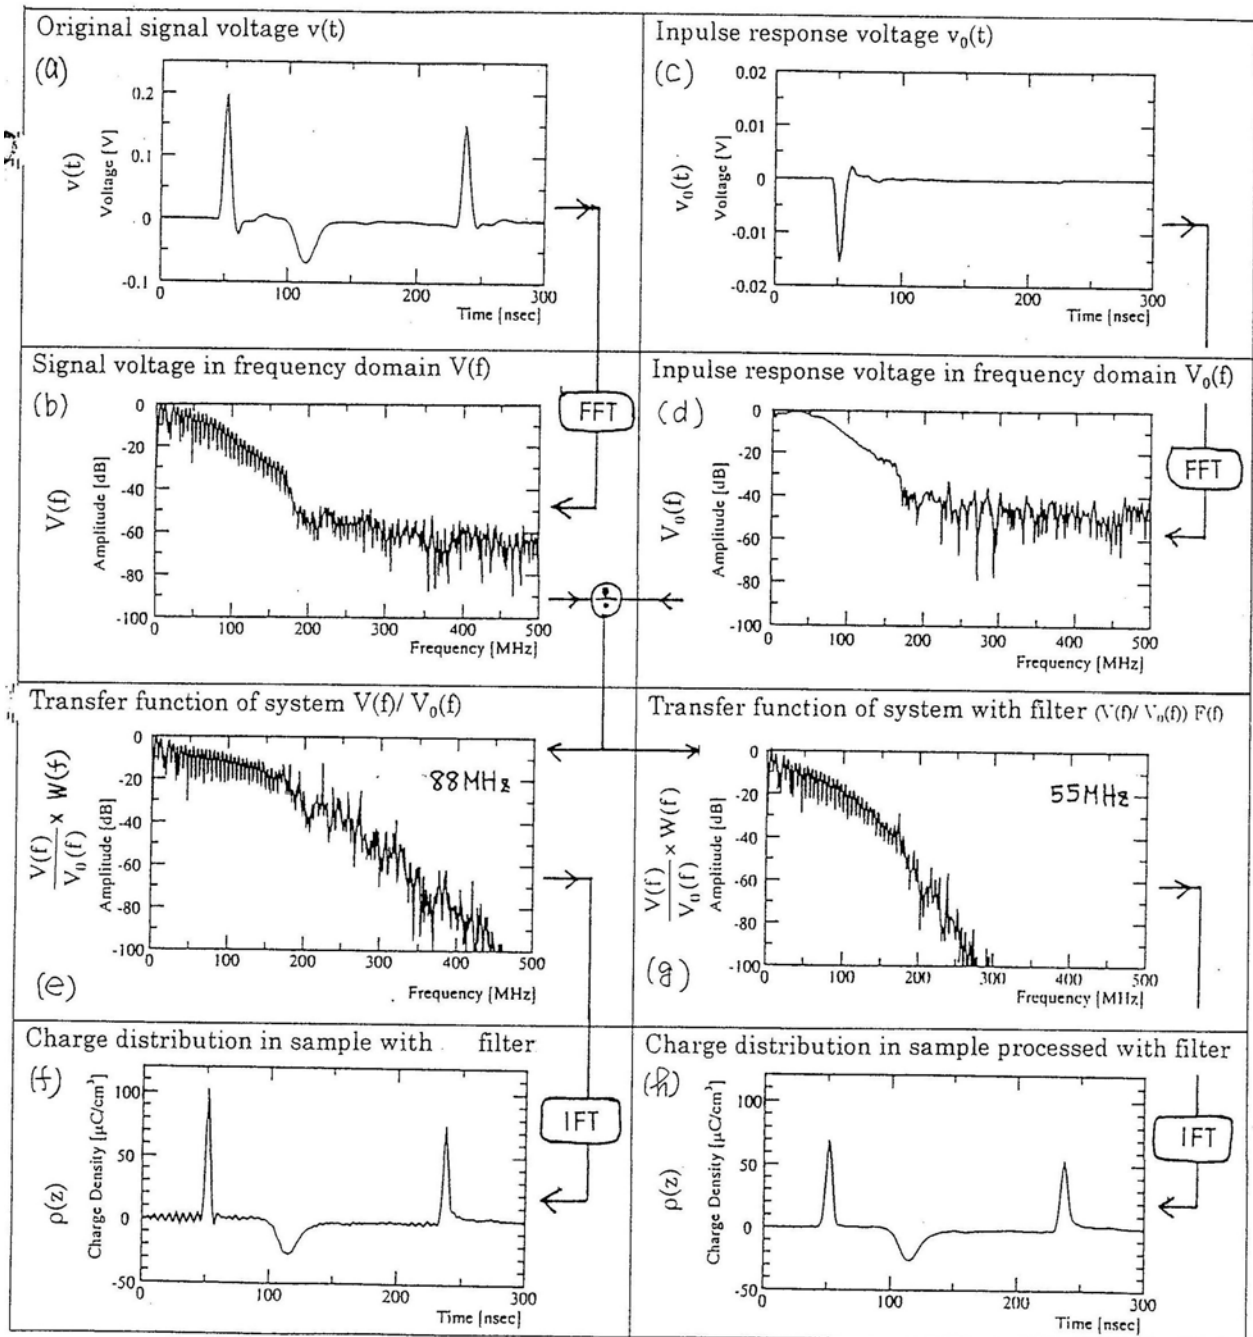 Original signal voltage v(t)
(a)
v(t)
Voltage [V]
0.2
0.1
0
-0.1
0
100
200
300
Time [nsec]
Inpulse response voltage v₀(t)
(c)
v₀(t)
Voltage [V]
0.02
0.01
0
-0.01
-0.02
0
100
200
300
Time [nsec]
Signal voltage in frequency domain V(f)
(b)
V(f)
Amplitude [dB]
0
-20
-40
-60
-80
-100
0
100
200
300
400
500
Frequency [MHz]
FFT
Inpulse response voltage in frequency domain V₀(f)
(d)
V₀(f)
Amplitude [dB]
0
-20
-40
-60
-80
-100
0
100
200
300
400
500
Frequency [MHz]
FFT
÷
Transfer function of system V(f)/ V₀(f)
V(f)/V₀(f) × W(f)
Amplitude [dB]
88MHz
0
-20
-40
-60
-80
-100
0
100
200
300
400
500
Frequency [MHz]
(e)
Transfer function of system with filter (V(f)/ V₀(f)) F(f)
V(f)/V₀(f) × W(f)
Amplitude [dB]
55MHz
0
-20
-40
-60
-80
-100
0
100
200
300
400
500
Frequency [MHz]
(g)
Charge distribution in sample with filter
(f)
ρ(z)
Charge Density [μC/cm³]
100
50
0
-50
0
100
200
300
Time [nsec]
IFT
Charge distribution in sample processed with filter
(h)
ρ(z)
Charge Density [μC/cm³]
100
50
0
-50
0
100
200
300
Time [nsec]
IFT